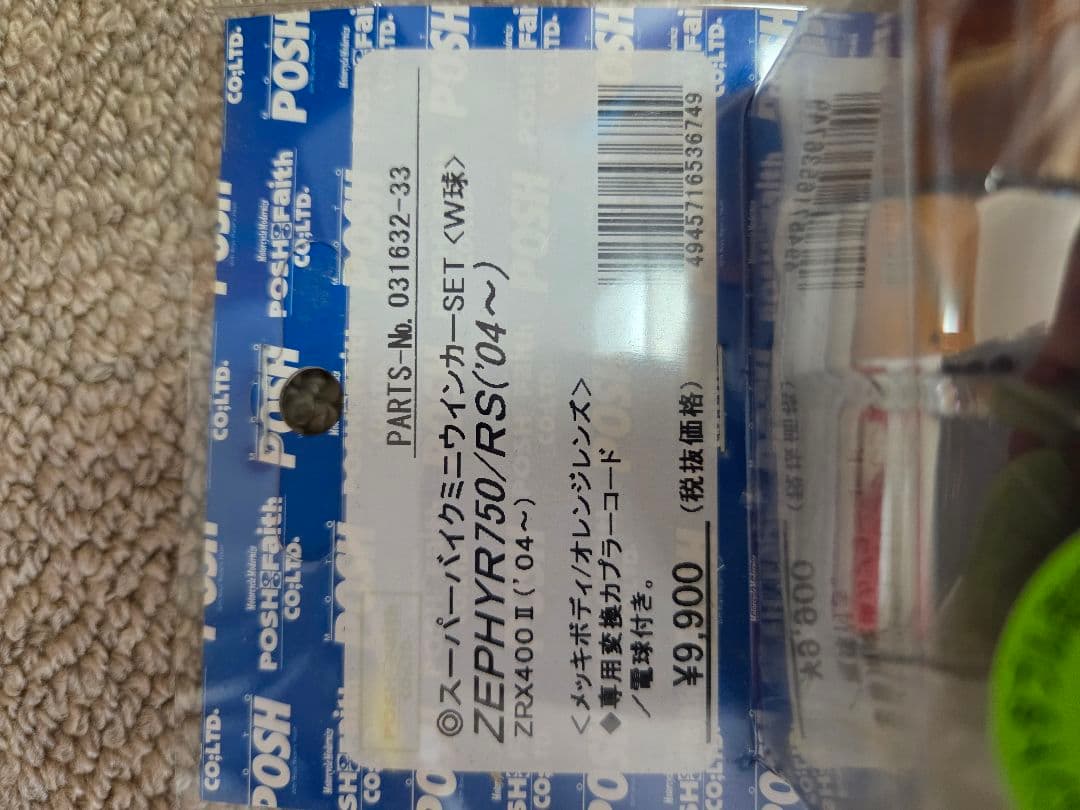 POSH Faith
CO;LTD.
PARTS-No. 031632-33
◎スーパーバイクミニウインカーSET <W球>
ZEPHYR750/RS('04~)
ZRX400Ⅱ('04~)
<メッキボディ/オレンジレンズ>
◆専用変換カプラーコード
/電球付き。
¥9,900 (税抜価格)
4945716536749